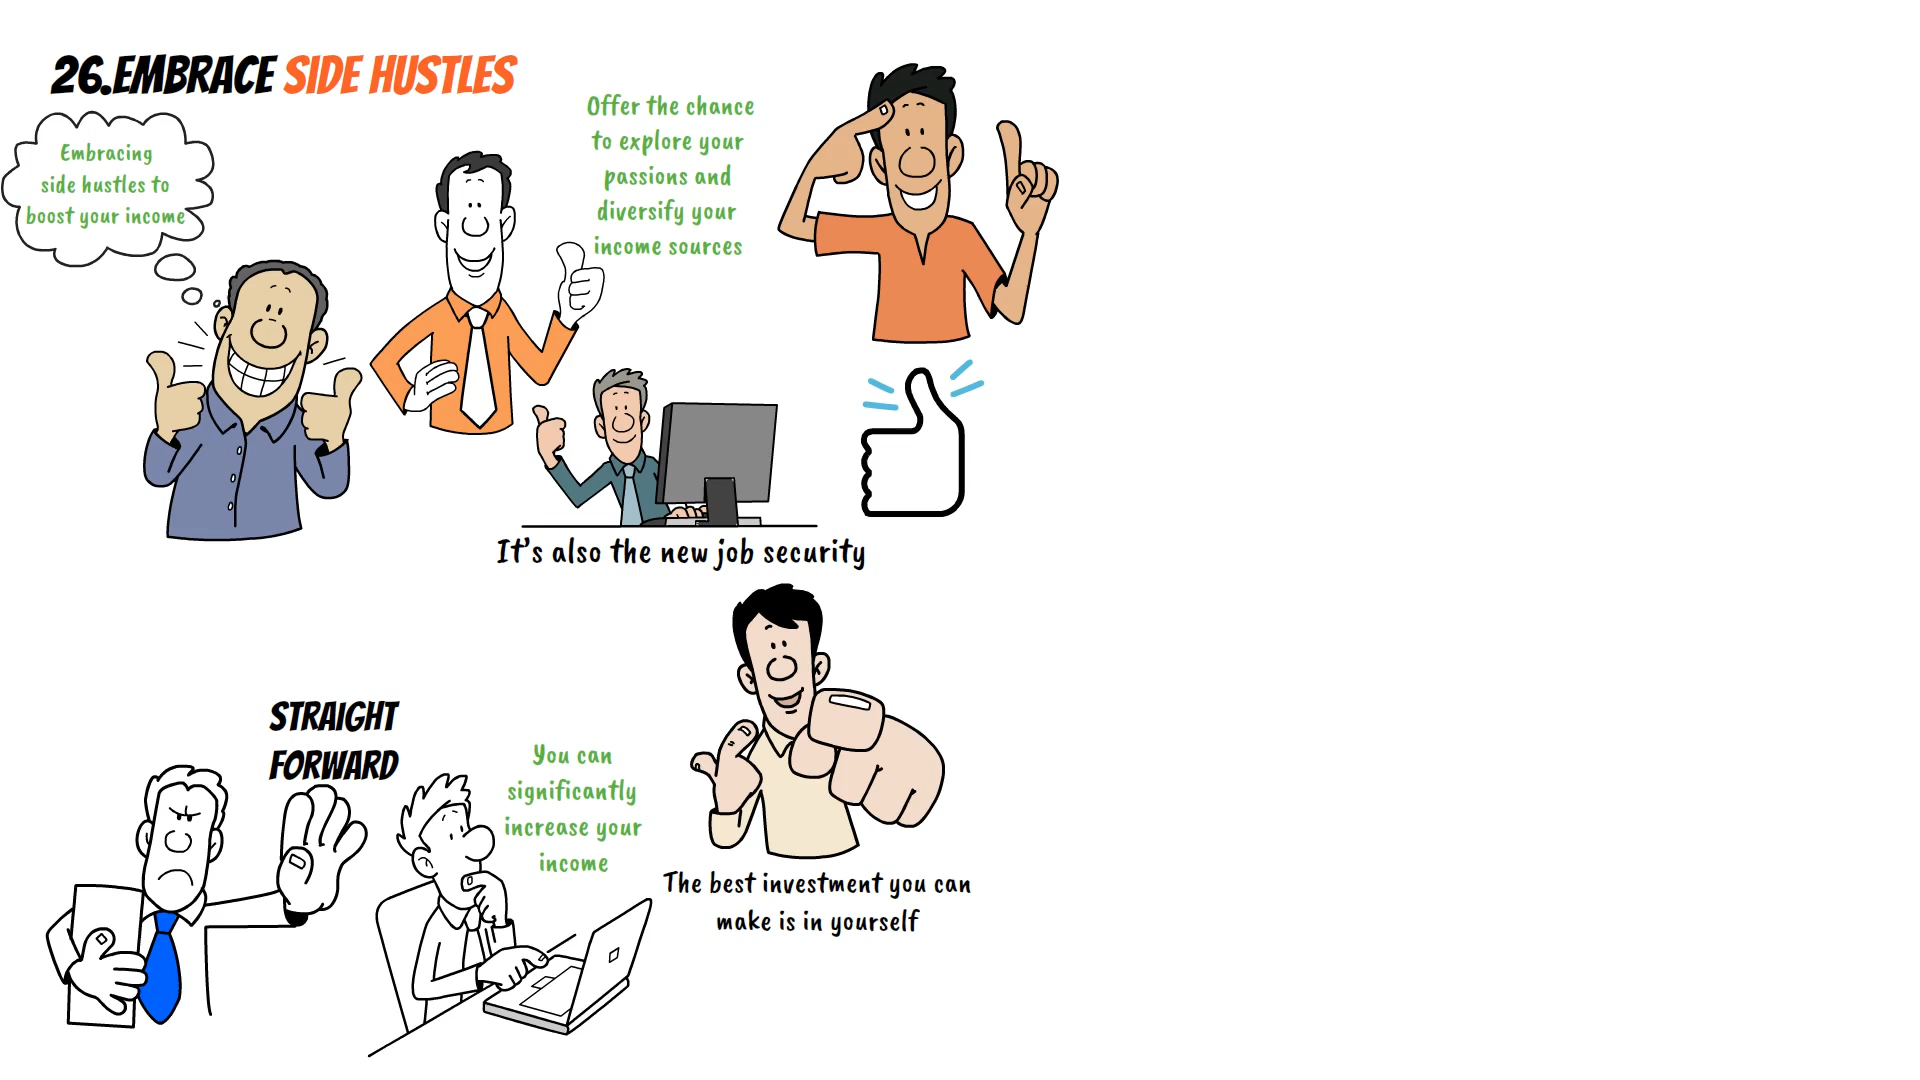 26.EMBRACE SIDE HUSTLES
Embracing
side hustles to
boost your income
Offer the chance
to explore your
passions and
diversify your
income sources
It's also the new job security
STRAIGHT
FORWARD
You can
significantly
increase your
income
The best investment you can
make is in yourself